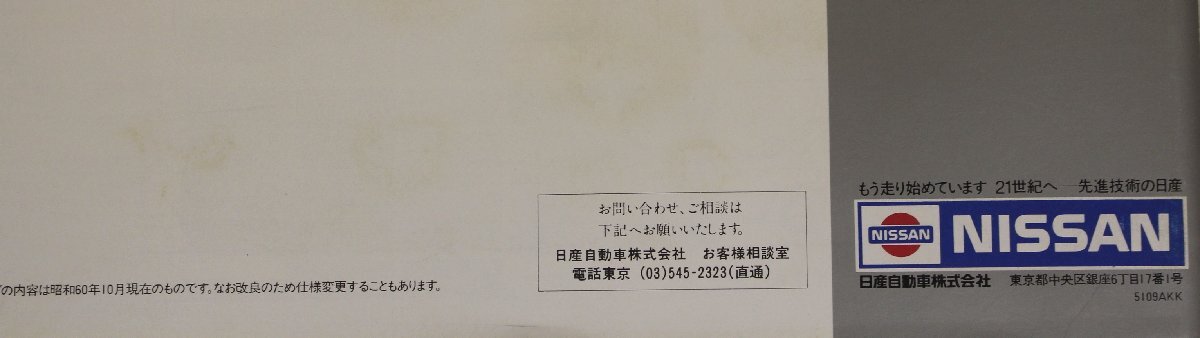 お問い合わせ、ご相談は
下記へお願いいたします。
日産自動車株式会社 お客様相談室
電話東京 (03)545-2323(直通)
の内容は昭和60年10月現在のものです。なお改良のため仕様変更することもあります。
もう走り始めています 21世紀へ—先進技術の日産
NISSAN NISSAN
日産自動車株式会社 東京都中央区銀座6丁目17番1号
5109AKK